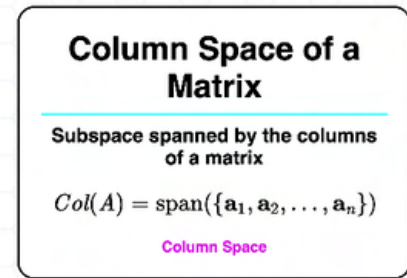 Column Space of a
Matrix
Subspace spanned by the columns
of a matrix
Col(A) = span({a₁, a₂, . . . , aₙ})
Column Space